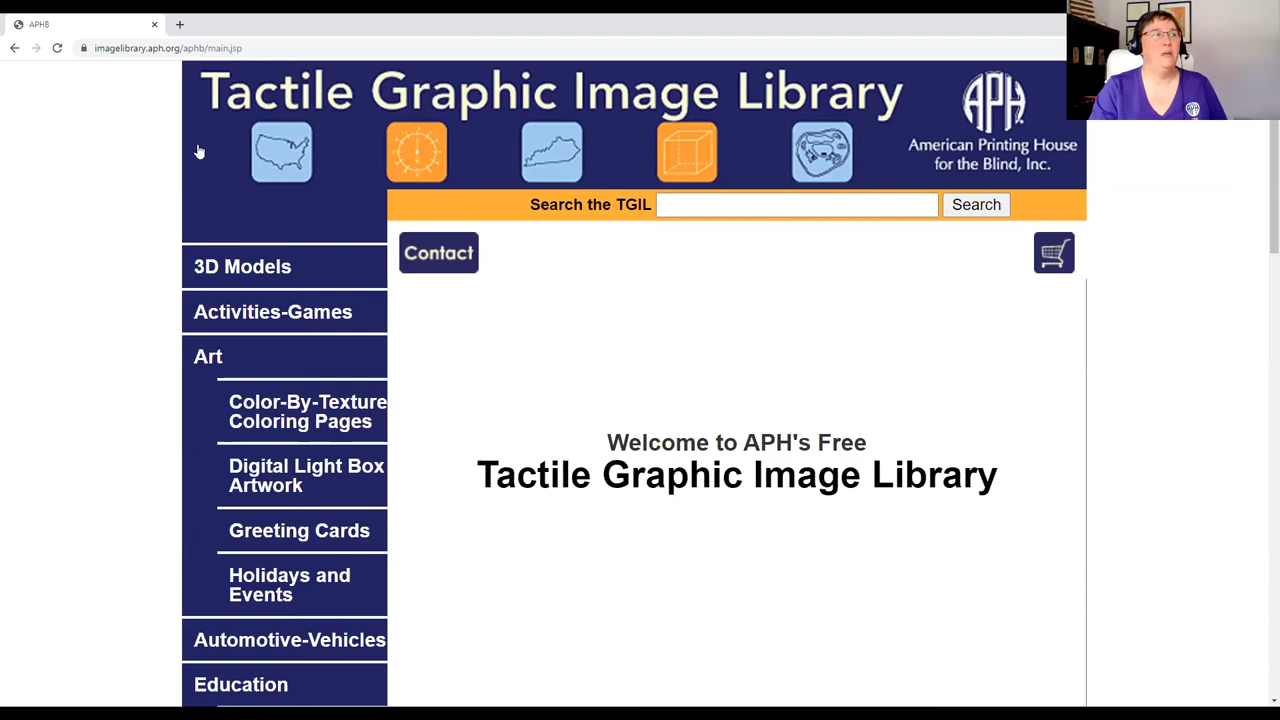 APHB
imagelibrary.aph.org/aphb/main.jsp
Tactile Graphic Image Library
APH
American Printing House
for the Blind, Inc.
Search the TGIL
Search
Contact
3D Models
Activities-Games
Art
Color-By-Texture
Coloring Pages
Digital Light Box
Artwork
Greeting Cards
Holidays and
Events
Automotive-Vehicles
Education
Welcome to APH's Free
Tactile Graphic Image Library
APH